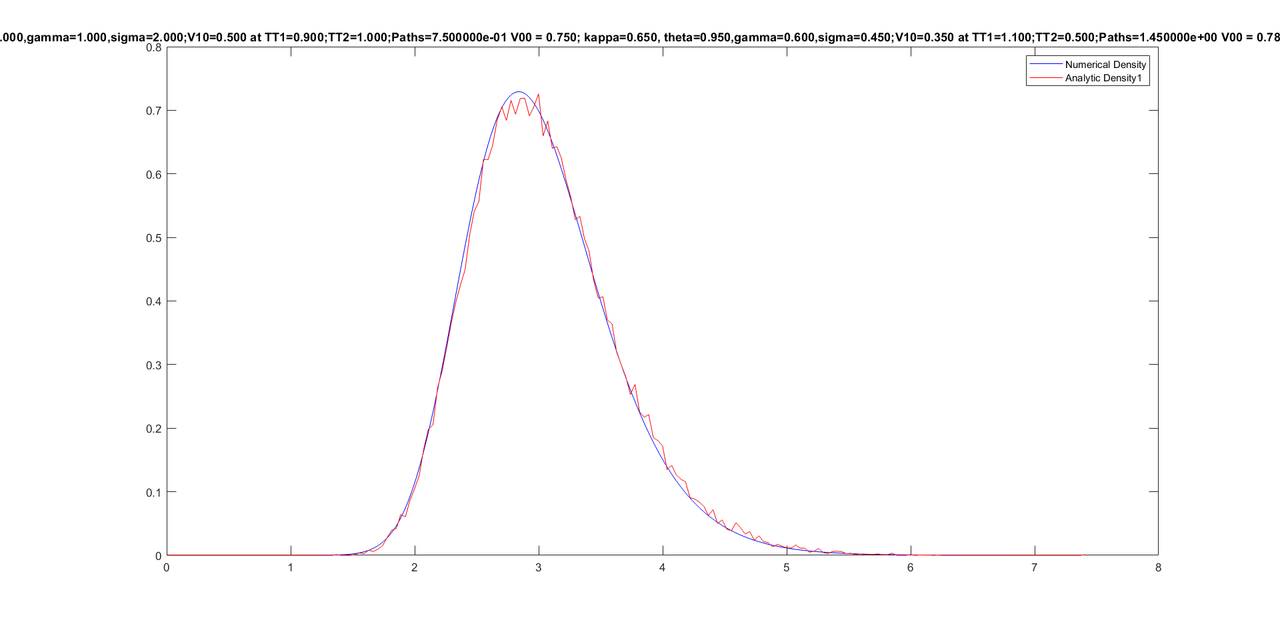 .000,gamma=1.000,sigma=2.000;V10=0.500 at TT1=0.900;TT2=1.000;Paths=7.500000e-01 V00 = 0.750; kappa=0.650, theta=0.950,gamma=0.600,sigma=0.450;V10=0.350 at TT1=1.100;TT2=0.500;Paths=1.450000e+00 V00 = 0.78
0.8
Numerical Density
Analytic Density1
0.7
0.6
0.5
0.4
0.3
0.2
0.1
0
0 1 2 3 4 5 6 7 8